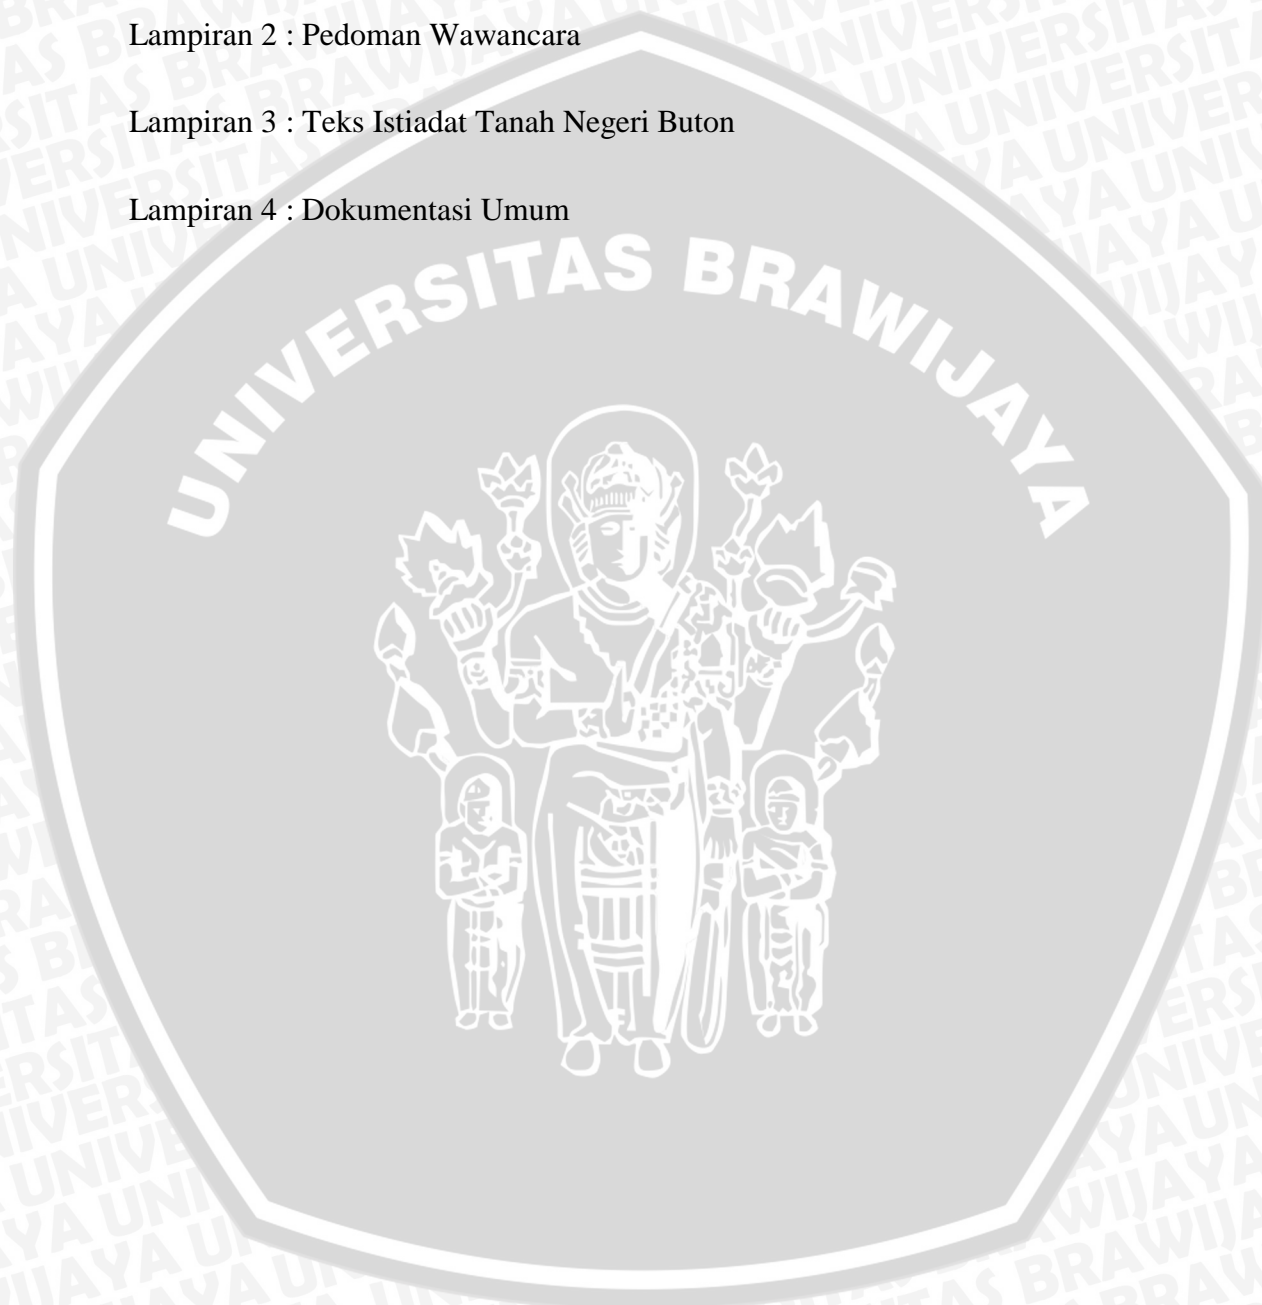 Lampiran 2 : Pedoman Wawancara
Lampiran 3 : Teks Istiadat Tanah Negeri Buton
Lampiran 4 : Dokumentasi Umum
UNIVERSITAS BRAWIJAYA